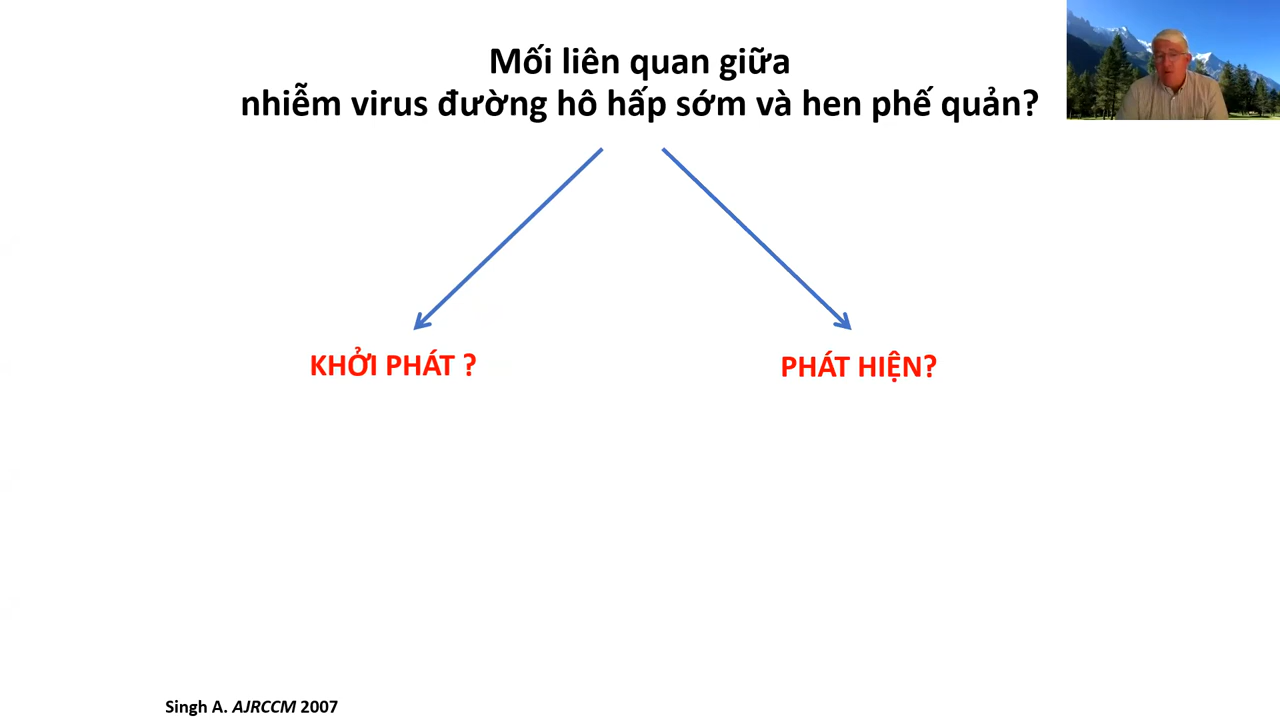 Mối liên quan giữa
nhiễm virus đường hô hấp sớm và hen phế quản?
KHỞI PHÁT ?
PHÁT HIỆN?
Singh A. AJRCCM 2007